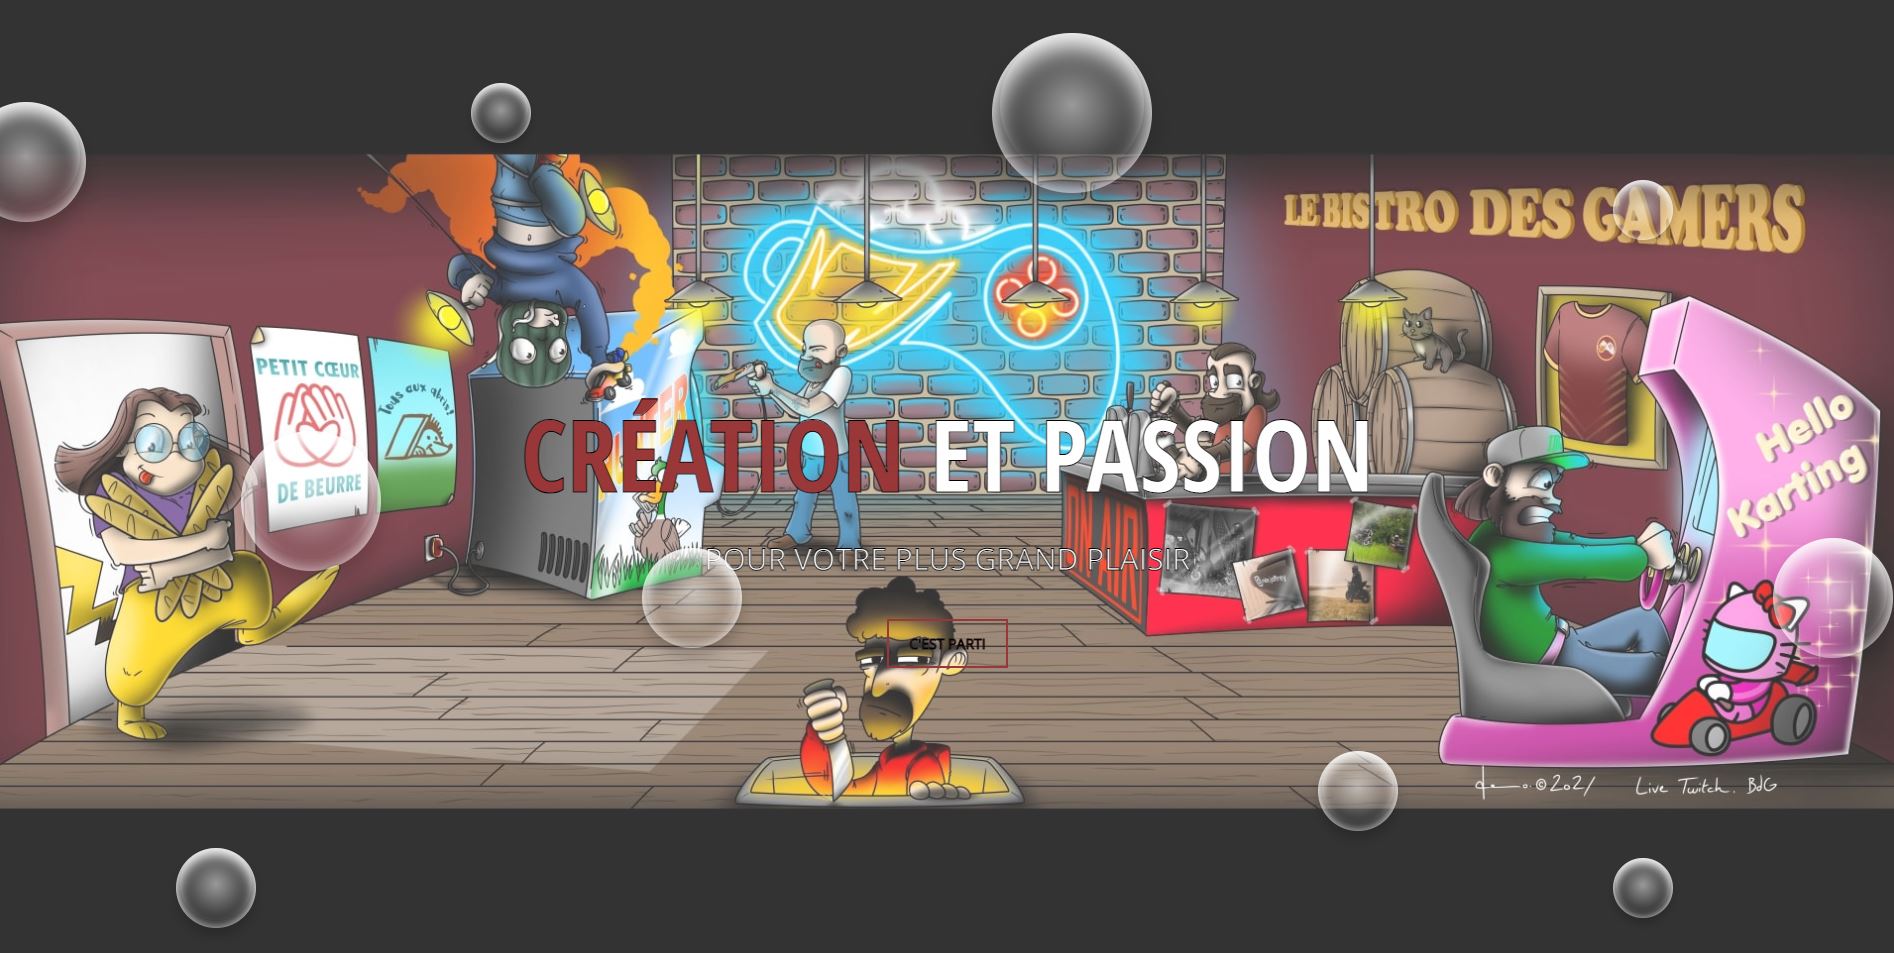 LE BISTRO DES GAMERS
PETIT CŒUR
DE BEURRE
Tous aux abris!
Hello
Karting
CRÉATION ET PASSION
ON AIR
POUR VOTRE PLUS GRAND PLAISIR
C'EST PARTI
©2021 Live Twitch. BdG